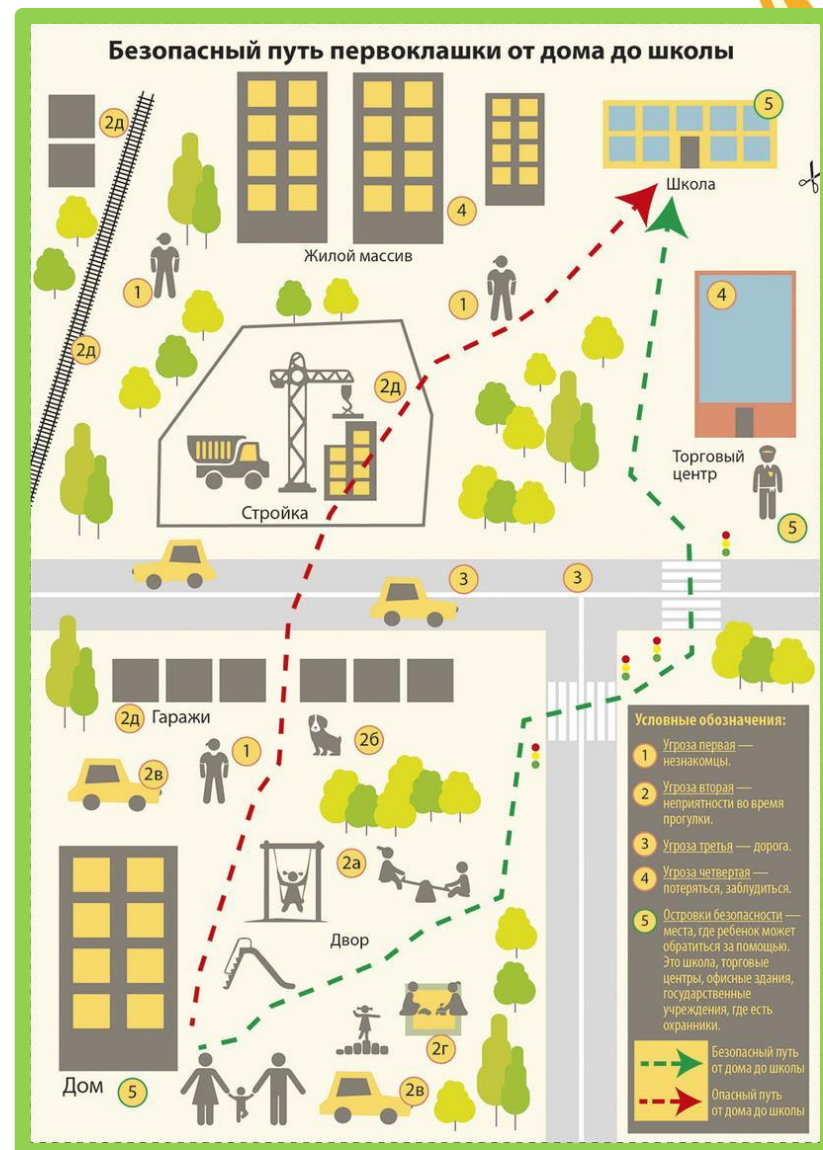 Безопасный путь первоклашки от дома до школы
2д
5
Школа
4
Жилой массив
1
1
4
2д
2д
Торговый
центр
Стройка
5
3
3
2д
Гаражи
1
2б
2в
2а
Двор
2г
2в
Дом
5
Условные обозначения:
1
Угроза первая —
незнакомцы.
2
Угроза вторая —
неприятности во время
прогулки.
3
Угроза третья — дорога.
4
Угроза четвертая —
потеряться, заблудиться.
5
Островки безопасности —
места, где ребенок может
обратиться за помощью.
Это школа, торговые
центры, офисные здания,
государственные
учреждения, где есть
охранники.
Безопасный путь
от дома до школы
Опасный путь
от дома до школы